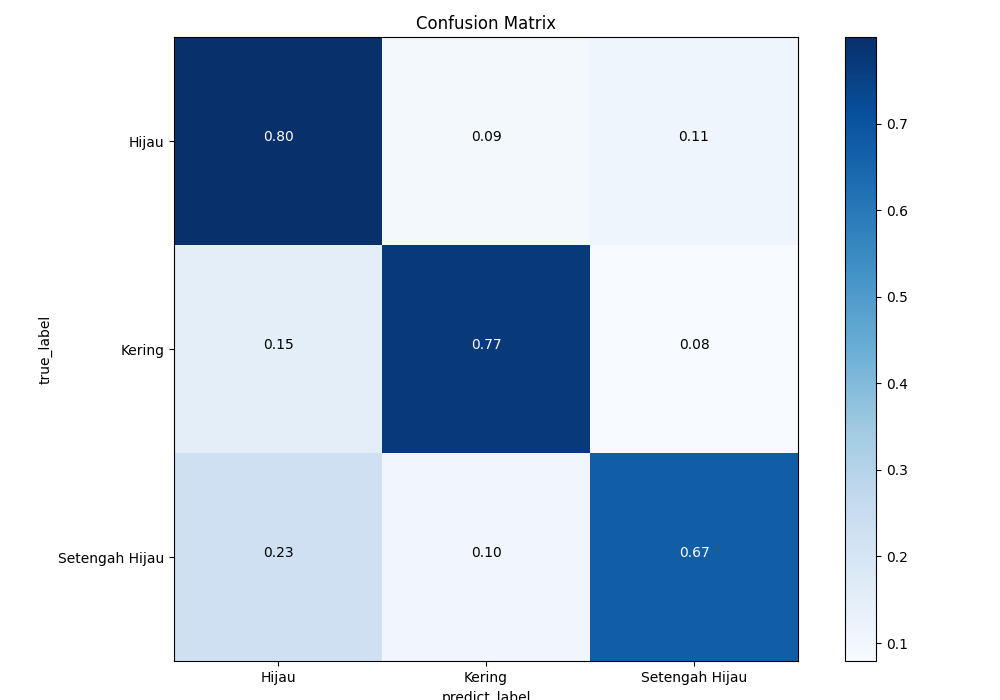 Confusion Matrix
Hijau
0.80 0.09 0.11
Kering
0.15 0.77 0.08
Setengah Hijau
0.23 0.10 0.67
true_label
Hijau Kering Setengah Hijau
predict_label
0.7
0.6
0.5
0.4
0.3
0.2
0.1